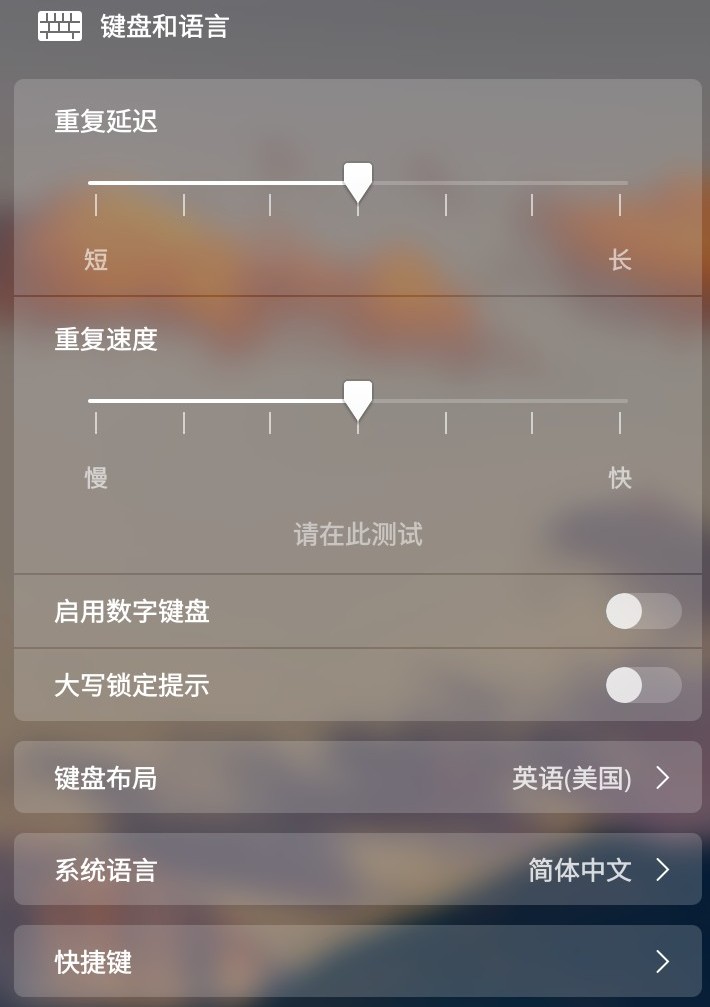 键盘和语言
重复延迟
短 长
重复速度
慢 快
请在此测试
启用数字键盘
大写锁定提示
键盘布局 英语(美国)
系统语言 简体中文
快捷键